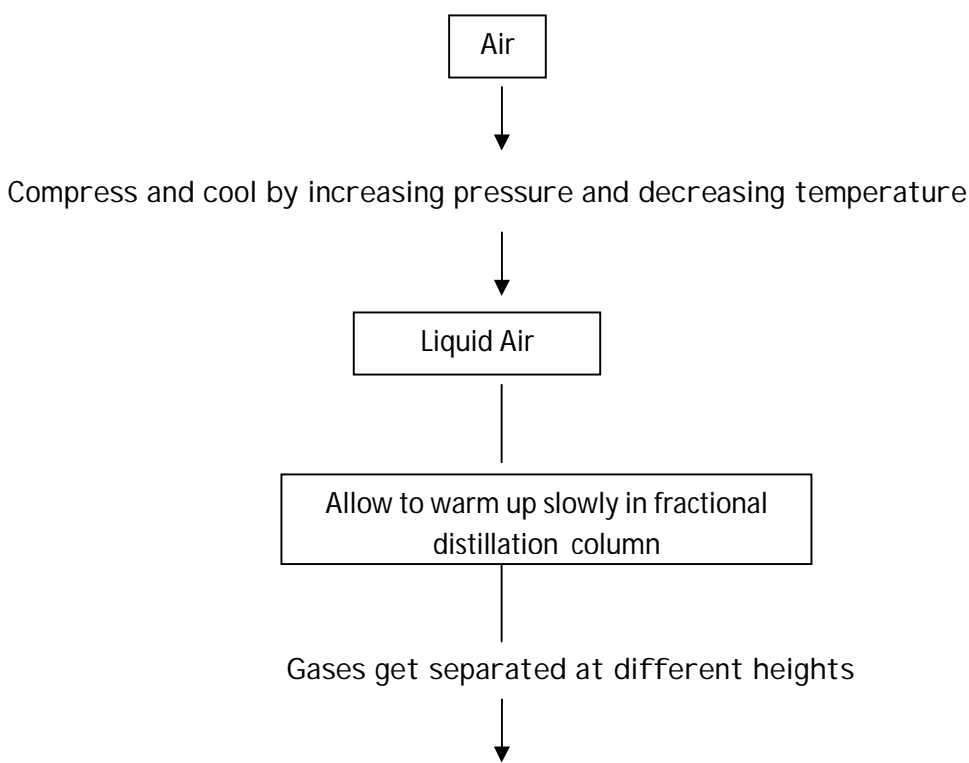 Air
Compress and cool by increasing pressure and decreasing temperature
Liquid Air
Allow to warm up slowly in fractional
distillation column
Gases get separated at different heights